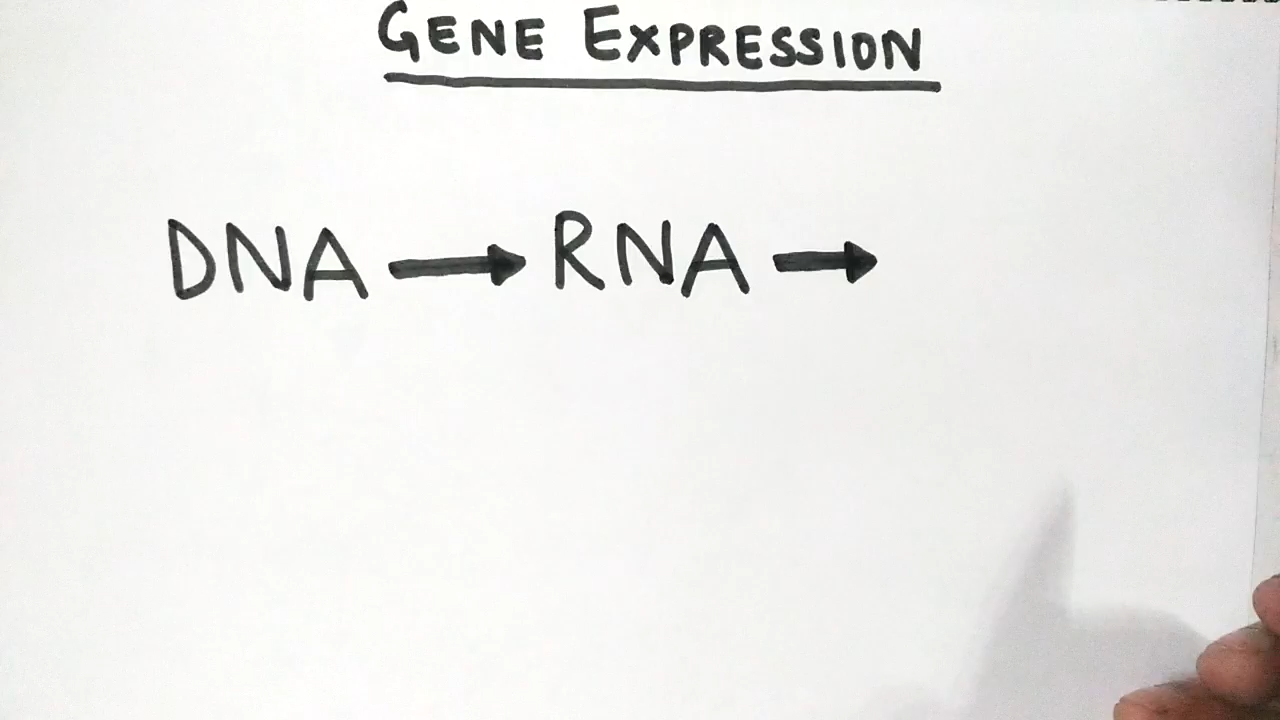 GENE EXPRESSION
DNA → RNA →